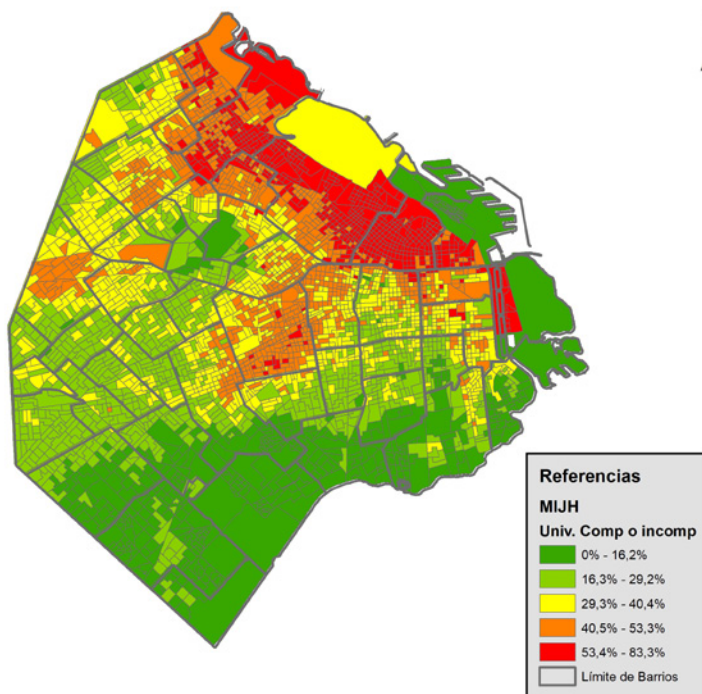 Referencias
MIJH
Univ. Comp o incomp
0% - 16,2%
16,3% - 29,2%
29,3% - 40,4%
40,5% - 53,3%
53,4% - 83,3%
Límite de Barrios